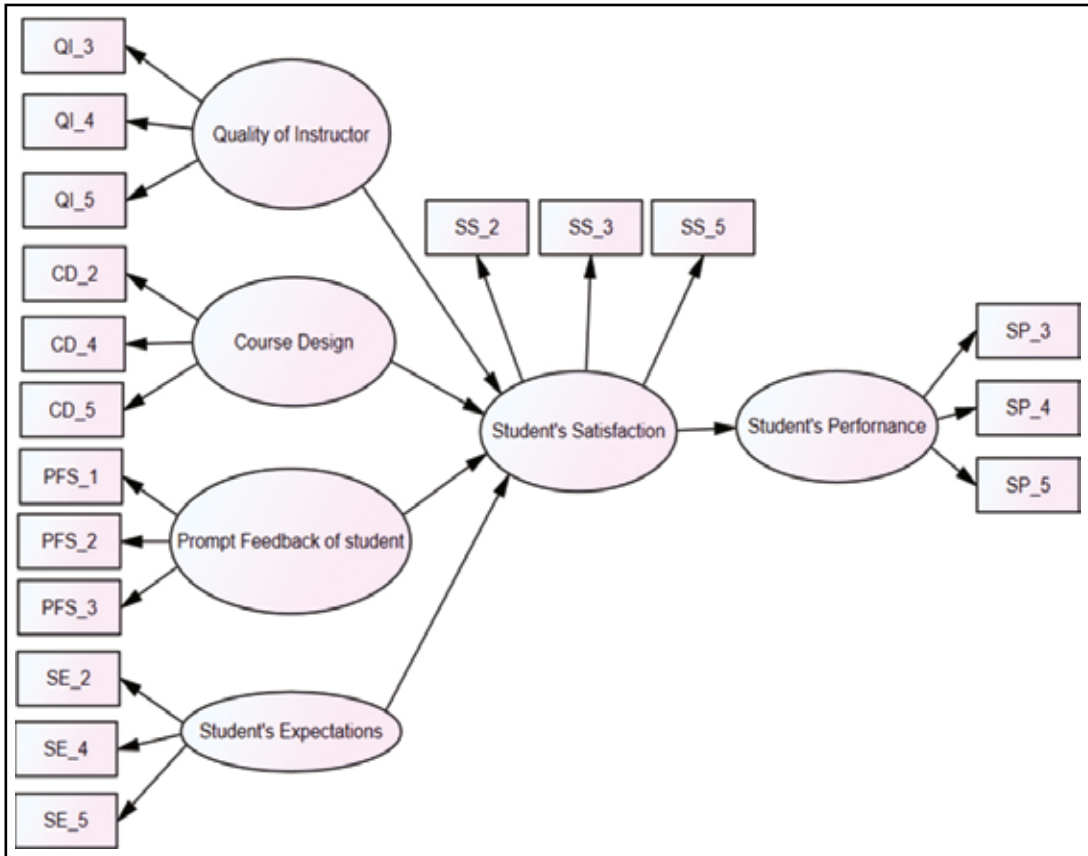 QI_3
QI_4
QI_5
Quality of Instructor
CD_2
CD_4
CD_5
Course Design
PFS_1
PFS_2
PFS_3
Prompt Feedback of student
SE_2
SE_4
SE_5
Student's Expectations
SS_2
SS_3
SS_5
Student's Satisfaction
Student's Perfornance
SP_3
SP_4
SP_5